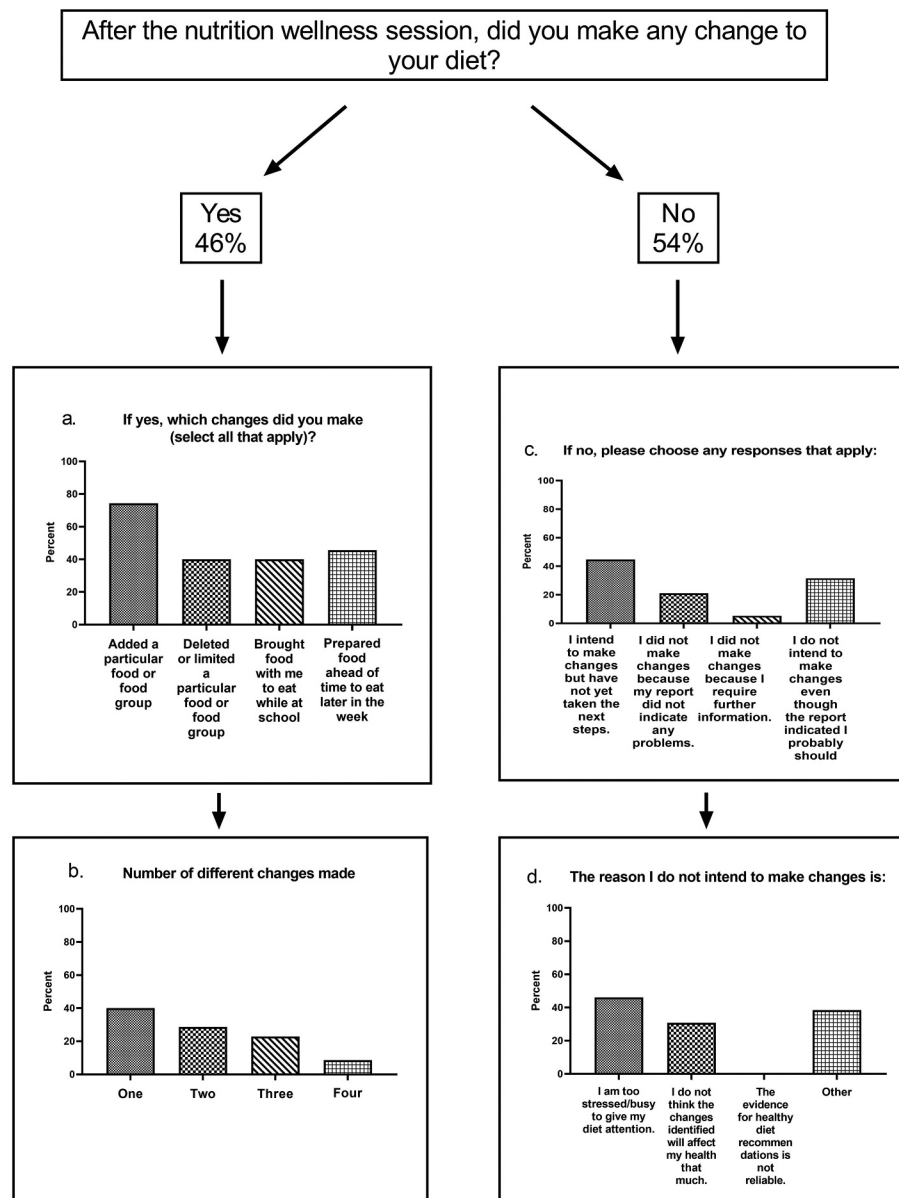 After the nutrition wellness session, did you make any change to
your diet?
Yes
46%
No
54%
a.
If yes, which changes did you make
(select all that apply)?
Percent
100
80
60
40
20
0
Added a
particular
food or food
group
Deleted
or limited
a
particular
food or
food
group
Brought
food
with me
to eat
while at
school
Prepared
food
ahead of
time to eat
later in the
week
b.
Number of different changes made
Percent
100
80
60
40
20
0
One
Two
Three
Four
c.
If no, please choose any responses that apply:
Percent
100
80
60
40
20
0
I intend
to make
changes
but have
not yet
taken the
next
steps.
I did not
make
changes
because my
report did
not
indicate
any
problems.
I did not
make
changes
because I
require
further
information.
I do not
intend to
make
changes
even
though
the report
indicated I
probably
should
d.
The reason I do not intend to make changes is:
Percent
100
80
60
40
20
0
I am too
stressed/busy
to give my
diet attention.
I do not
think the
changes
identified
will affect
my health
that
much.
The
evidence
for healthy
diet
recommen
dations is
not
reliable.
Other